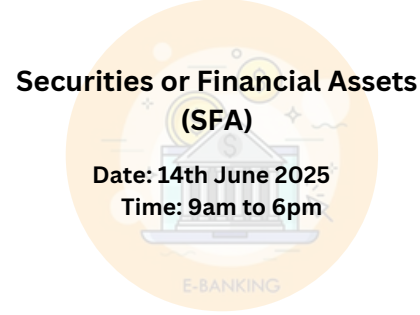 Securities or Financial Assets
(SFA)
Date: 14th June 2025
Time: 9am to 6pm
E-BANKING